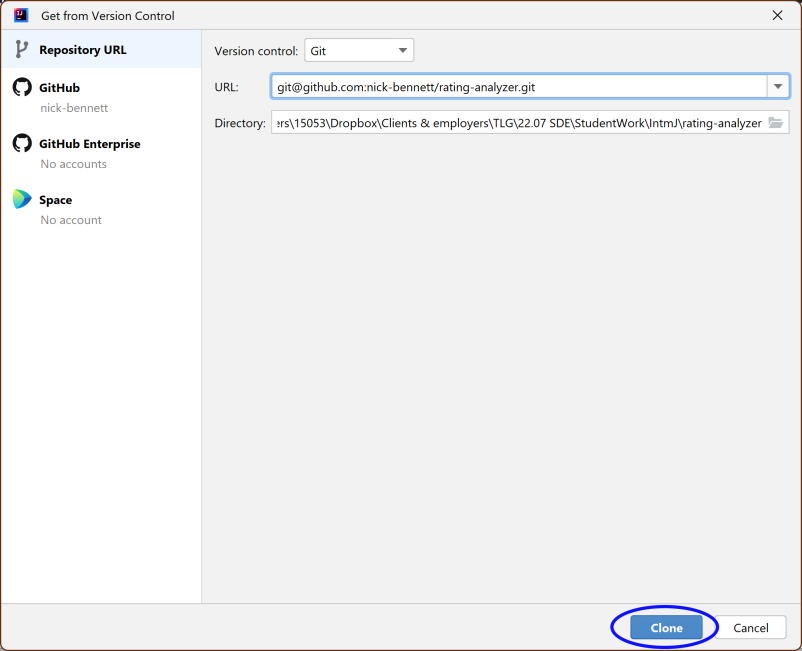 Get from Version Control
Repository URL
GitHub
nick-bennett
GitHub Enterprise
No accounts
Space
No account
Version control: Git
URL: git@github.com:nick-bennett/rating-analyzer.git
Directory: ers\15053\Dropbox\Clients & employers\TLG\22.07 SDE\StudentWork\IntmJ\rating-analyzer
Clone Cancel